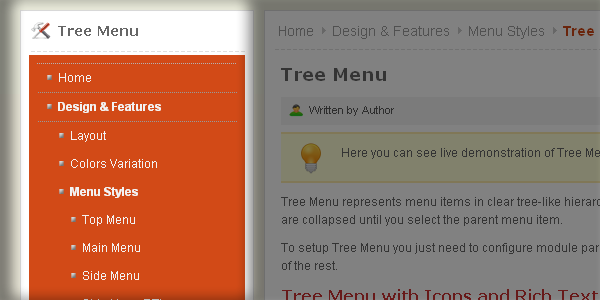 Tree Menu
Home
Design & Features
Layout
Colors Variation
Menu Styles
Top Menu
Main Menu
Side Menu
Home Design & Features Menu Styles Tree
Tree Menu
Written by Author
Here you can see live demonstration of Tree Me
Tree Menu represents menu items in clear tree-like hierarc
are collapsed until you select the parent menu item.
To setup Tree Menu you just need to configure module par
of the rest.
Tree Menu with Icons and Rich Text